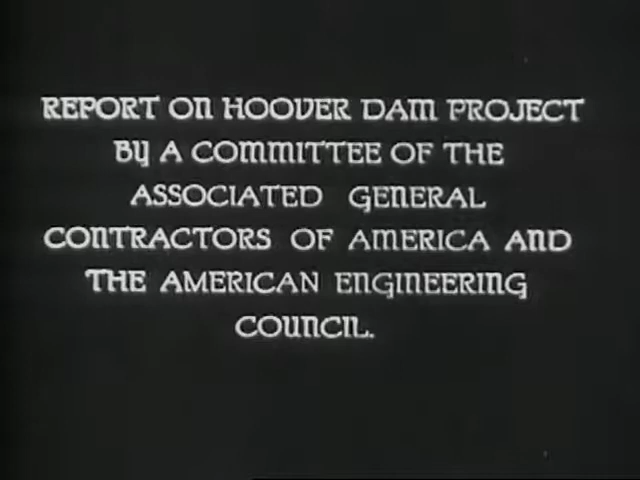 REPORT ON HOOVER DAM PROJECT
BY A COMMITTEE OF THE
ASSOCIATED GENERAL
CONTRACTORS OF AMERICA AND
THE AMERICAN ENGINEERING
COUNCIL.